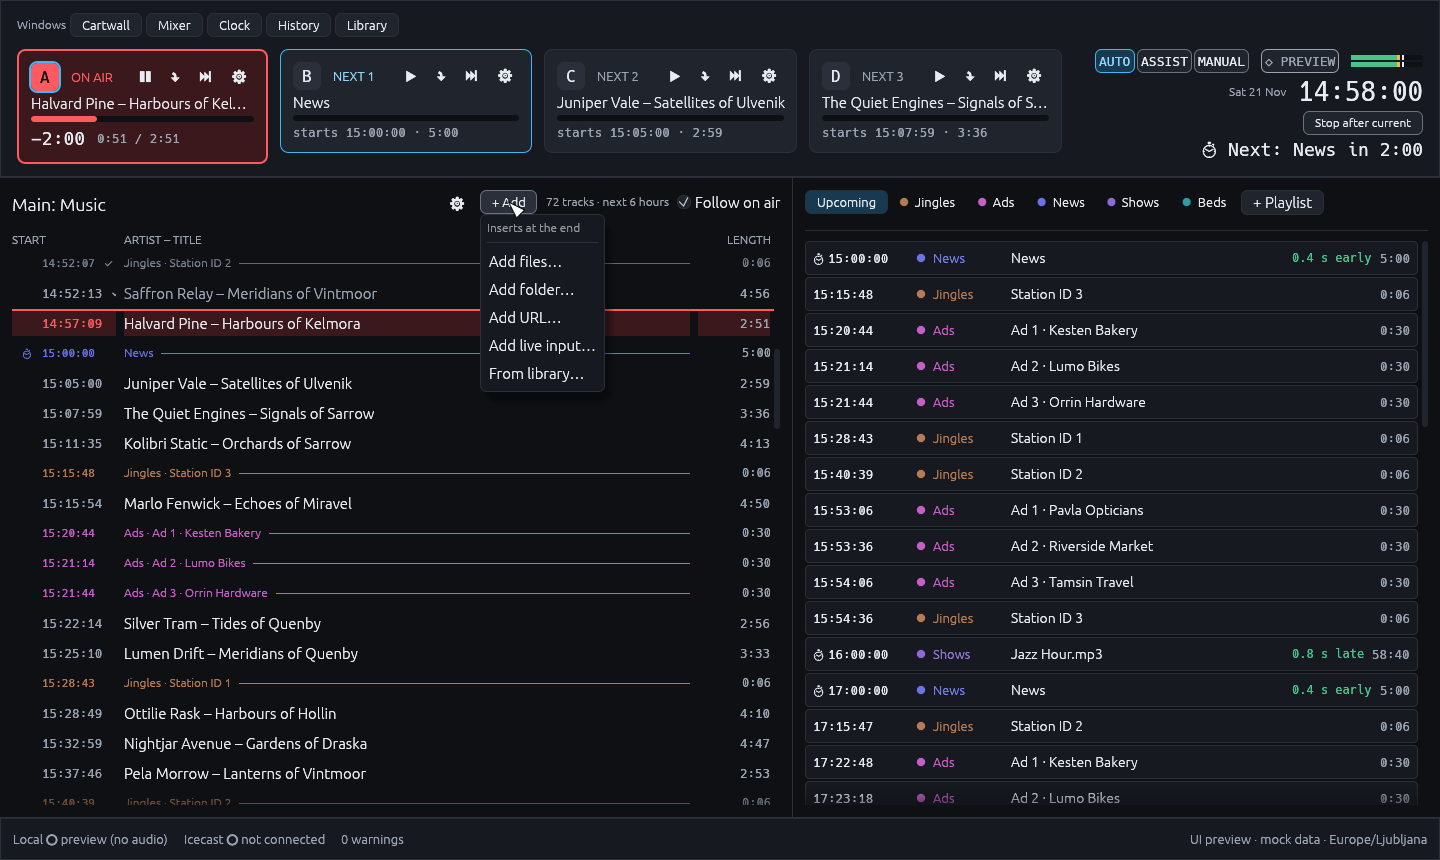 Windows Cartwall Mixer Clock History Library
A ON AIR
Halvard Pine – Harbours of Kel…
−2:00 0:51 / 2:51
B NEXT 1
News
starts 15:00:00 · 5:00
C NEXT 2
Juniper Vale – Satellites of Ulvenik
starts 15:05:00 · 2:59
D NEXT 3
The Quiet Engines – Signals of S…
starts 15:07:59 · 3:36
AUTO ASSIST MANUAL ◇ PREVIEW
Sat 21 Nov 14:58:00
Stop after current
Next: News in 2:00
Main: Music
+ Add 72 tracks · next 6 hours Follow on air
START ARTIST – TITLE LENGTH
14:52:07 Jingles · Station ID 2 0:06
14:52:13 Saffron Relay – Meridians of Vintmoor 4:56
14:57:09 Halvard Pine – Harbours of Kelmora 2:51
15:00:00 News 5:00
15:05:00 Juniper Vale – Satellites of Ulvenik 2:59
15:07:59 The Quiet Engines – Signals of Sarrow 3:36
15:11:35 Kolibri Static – Orchards of Sarrow 4:13
15:15:48 Jingles · Station ID 3 0:06
15:15:54 Marlo Fenwick – Echoes of Miravel 4:50
15:20:44 Ads · Ad 1 · Kesten Bakery 0:30
15:21:14 Ads · Ad 2 · Lumo Bikes 0:30
15:21:44 Ads · Ad 3 · Orrin Hardware 0:30
15:22:14 Silver Tram – Tides of Quenby 2:56
15:25:10 Lumen Drift – Meridians of Quenby 3:33
15:28:43 Jingles · Station ID 1 0:06
15:28:49 Ottilie Rask – Harbours of Hollin 4:10
15:32:59 Nightjar Avenue – Gardens of Draska 4:47
15:37:46 Pela Morrow – Lanterns of Vintmoor 2:53
15:40:39 Jingles · Station ID 2 0:06
Inserts at the end
Add files…
Add folder…
Add URL…
Add live input…
From library…
Upcoming Jingles Ads News Shows Beds + Playlist
15:00:00 News News 0.4 s early 5:00
15:15:48 Jingles Station ID 3 0:06
15:20:44 Ads Ad 1 · Kesten Bakery 0:30
15:21:14 Ads Ad 2 · Lumo Bikes 0:30
15:21:44 Ads Ad 3 · Orrin Hardware 0:30
15:28:43 Jingles Station ID 1 0:06
15:40:39 Jingles Station ID 2 0:06
15:53:06 Ads Ad 1 · Pavla Opticians 0:30
15:53:36 Ads Ad 2 · Riverside Market 0:30
15:54:06 Ads Ad 3 · Tamsin Travel 0:30
15:54:36 Jingles Station ID 3 0:06
16:00:00 Shows Jazz Hour.mp3 0.8 s late 58:40
17:00:00 News News 0.4 s early 5:00
17:15:47 Jingles Station ID 2 0:06
17:22:48 Ads Ad 1 · Kesten Bakery 0:30
17:23:18 Ads Ad 2 · Lumo Bikes 0:30
Local preview (no audio) Icecast not connected 0 warnings
UI preview · mock data · Europe/Ljubljana